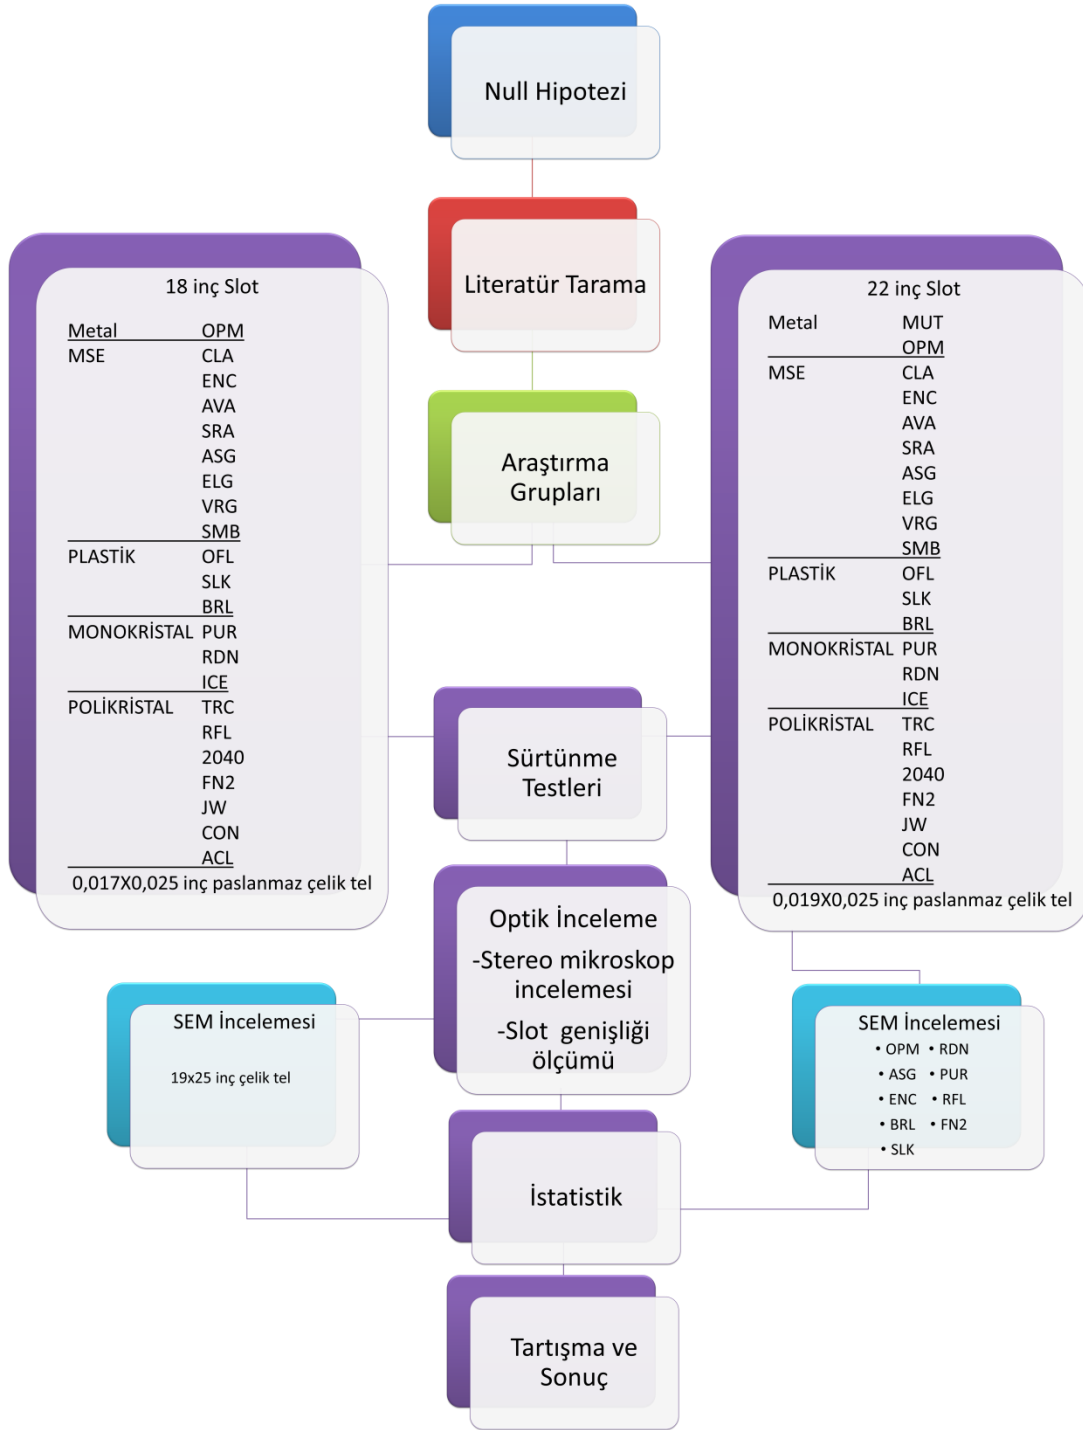 Null Hipotezi
Literatür Tarama
Araştırma
Grupları
18 inç Slot
Metal OPM
MSE CLA
ENC
AVA
SRA
ASG
ELG
VRG
SMB
PLASTİK OFL
SLK
BRL
MONOKRİSTAL PUR
RDN
ICE
POLİKRİSTAL TRC
RFL
2040
FN2
JW
CON
ACL
0,017X0,025 inç paslanmaz çelik tel
22 inç Slot
Metal MUT
OPM
MSE CLA
ENC
AVA
SRA
ASG
ELG
VRG
SMB
PLASTİK OFL
SLK
BRL
MONOKRİSTAL PUR
RDN
ICE
POLİKRİSTAL TRC
RFL
2040
FN2
JW
CON
ACL
0,019X0,025 inç paslanmaz çelik tel
Sürtünme
Testleri
Optik İnceleme
-Stereo mikroskop
incelemesi
-Slot genişliği
ölçümü
SEM İncelemesi
19x25 inç çelik tel
SEM İncelemesi
• OPM • RDN
• ASG • PUR
• ENC • RFL
• BRL • FN2
• SLK
İstatistik
Tartışma ve
Sonuç